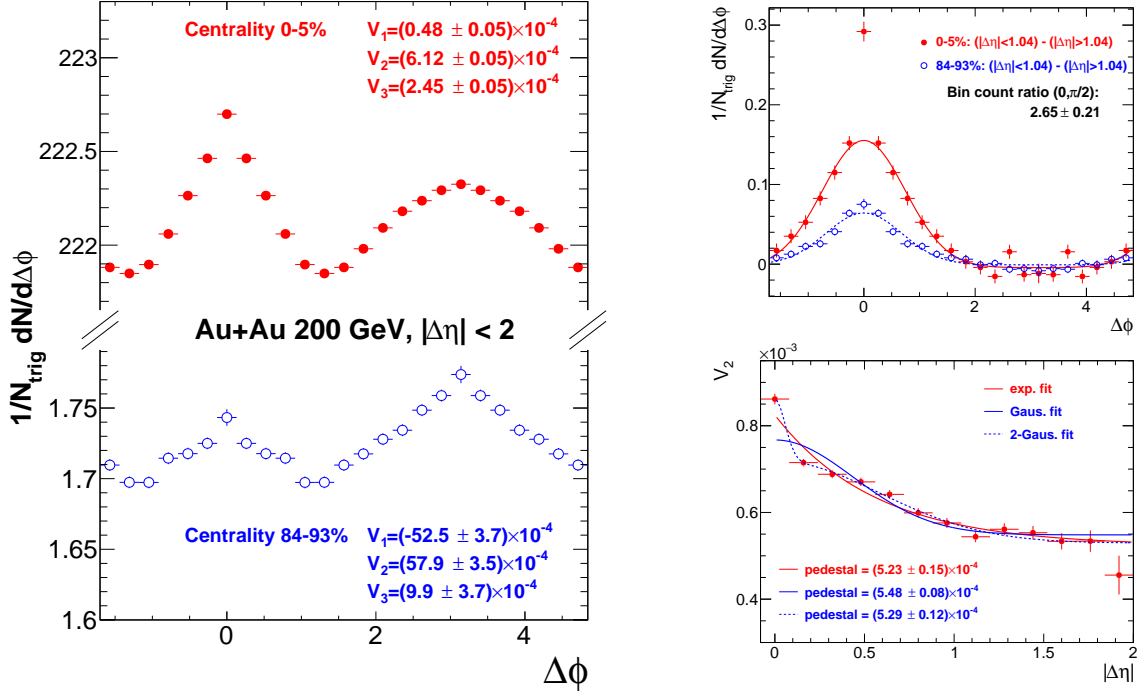 1/N_trig dN/dΔϕ
223
222.5
222
Centrality 0-5%
V₁=(0.48 ± 0.05)×10⁻⁴
V₂=(6.12 ± 0.05)×10⁻⁴
V₃=(2.45 ± 0.05)×10⁻⁴
Au+Au 200 GeV, |Δη| < 2
1.75
1.7
1.65
1.6
Centrality 84-93%
V₁=(-52.5 ± 3.7)×10⁻⁴
V₂=(57.9 ± 3.5)×10⁻⁴
V₃=(9.9 ± 3.7)×10⁻⁴
0 2 4
Δϕ
1/N_trig dN/dΔϕ
0.3
0.2
0.1
0
0-5%: (|Δη|<1.04) - (|Δη|>1.04)
84-93%: (|Δη|<1.04) - (|Δη|>1.04)
Bin count ratio (0,π/2):
2.65 ± 0.21
0 2 4
Δϕ
V₂
×10⁻³
1
0.8
0.6
0.4
exp. fit
Gaus. fit
2-Gaus. fit
pedestal = (5.23 ± 0.15)×10⁻⁴
pedestal = (5.48 ± 0.08)×10⁻⁴
pedestal = (5.29 ± 0.12)×10⁻⁴
0 0.5 1 1.5 2
|Δη|